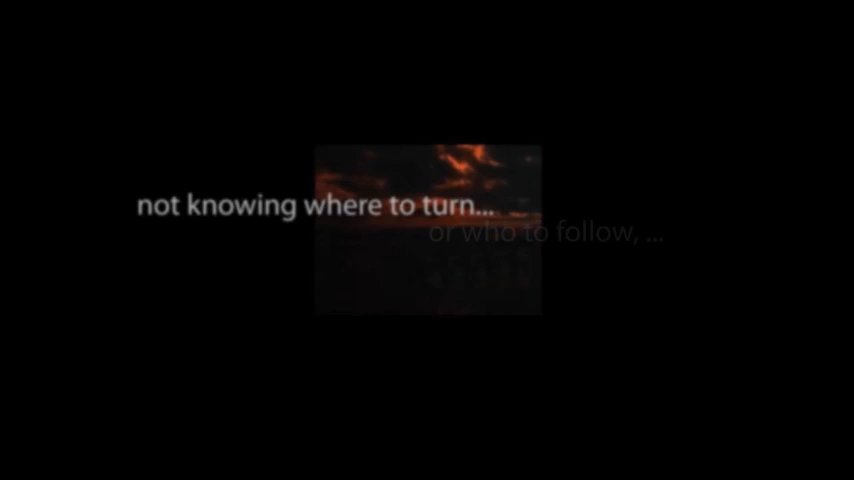 not knowing where to turn...
or who to follow, ...